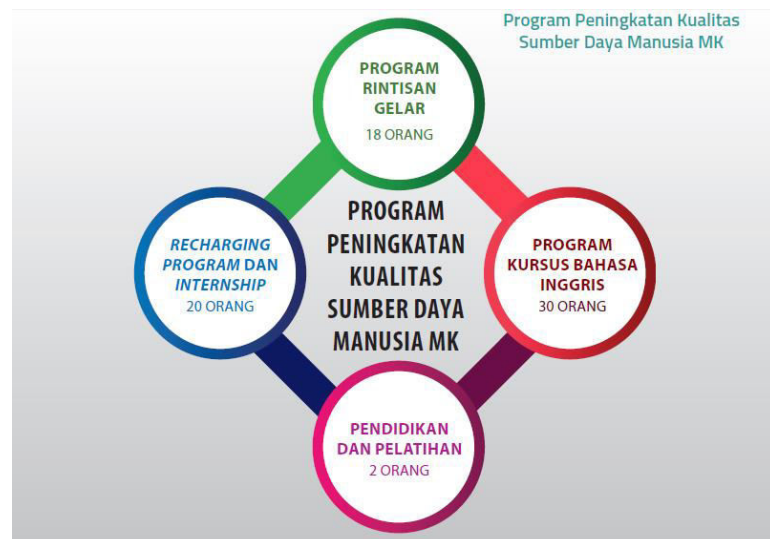 Program Peningkatan Kualitas
Sumber Daya Manusia MK
PROGRAM
RINTISAN
GELAR
18 ORANG
RECHARGING
PROGRAM DAN
INTERNSHIP
20 ORANG
PROGRAM
PENINGKATAN
KUALITAS
SUMBER DAYA
MANUSIA MK
PROGRAM
KURSUS BAHASA
INGGRIS
30 ORANG
PENDIDIKAN
DAN PELATIHAN
2 ORANG